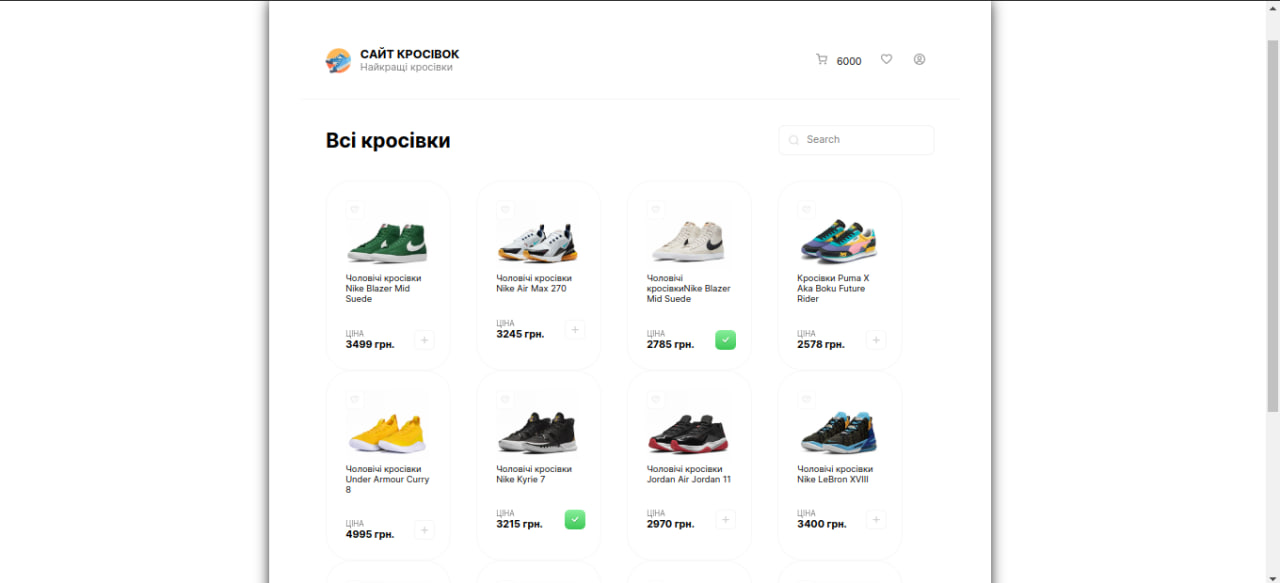 САЙТ КРОСІВОК
Найкращі кросівки
6000
Всі кросівки
Search
Чоловічі кросівки
Nike Blazer Mid
Suede
ЦІНА
3499 грн.
Чоловічі кросівки
Nike Air Max 270
ЦІНА
3245 грн.
Чоловічі
кросівкиNike Blazer
Mid Suede
ЦІНА
2785 грн.
Кросівки Puma X
Aka Boku Future
Rider
ЦІНА
2578 грн.
Чоловічі кросівки
Under Armour Curry
8
ЦІНА
4995 грн.
Чоловічі кросівки
Nike Kyrie 7
ЦІНА
3215 грн.
Чоловічі кросівки
Jordan Air Jordan 11
ЦІНА
2970 грн.
Чоловічі кросівки
Nike LeBron XVIII
ЦІНА
3400 грн.